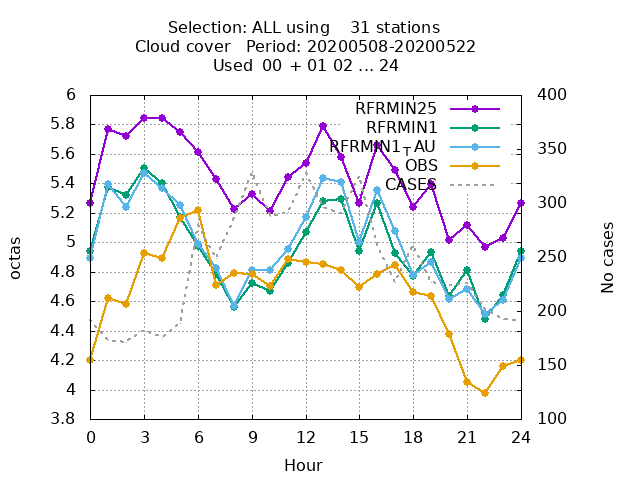 Selection: ALL using 31 stations
Cloud cover Period: 20200508-20200522
Used 00 + 01 02 ... 24
6
5.8
5.6
5.4
5.2
5
4.8
4.6
4.4
4.2
4
3.8
octas
400
350
300
250
200
150
100
No cases
RFRMIN25
RFRMIN1
RFRMIN1_AU
OBS
CASES
0 3 6 9 12 15 18 21 24
Hour